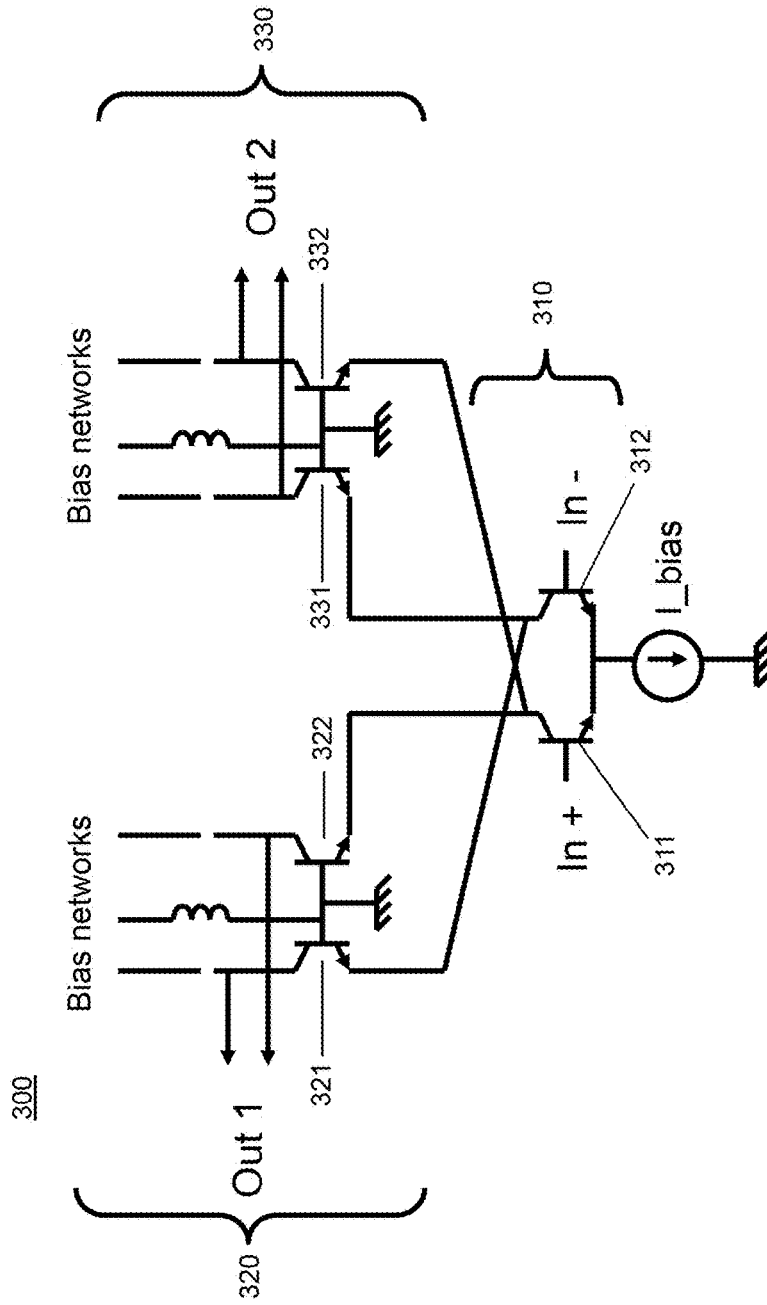 300
Bias networks
Bias networks
Out 1
Out 2
320
330
321
322
331
332
310
In +
In -
311
312
I_bias